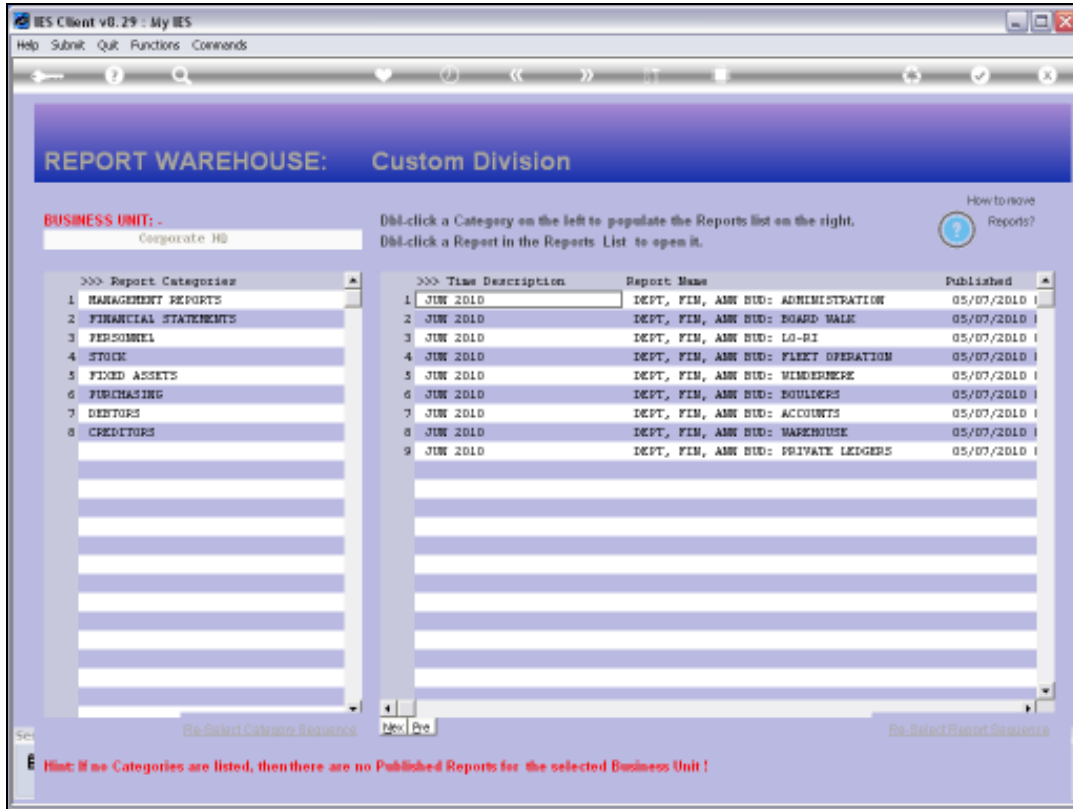 IES Client v8.29 : My IES
Help Submit Quit Functions Commands
REPORT WAREHOUSE: Custom Division
How to move
Reports?
BUSINESS UNIT: -
Corporate HQ
Dbl-click a Category on the left to populate the Reports list on the right.
Dbl-click a Report in the Reports List to open it.
>>> Report Categories
1 MANAGEMENT REPORTS
2 FINANCIAL STATEMENTS
3 PERSONNEL
4 STOCK
5 FIXED ASSETS
6 PURCHASING
7 DEBTORS
8 CREDITORS
>>> Time Description Report Name Published
1 JUN 2010 DEPT, FIN, ANN BUD: ADMINISTRATION 05/07/2010
2 JUN 2010 DEPT, FIN, ANN BUD: BOARD WALK 05/07/2010
3 JUN 2010 DEPT, FIN, ANN BUD: LO-RI 05/07/2010
4 JUN 2010 DEPT, FIN, ANN BUD: FLEET OPERATION 05/07/2010
5 JUN 2010 DEPT, FIN, ANN BUD: WINDERMERE 05/07/2010
6 JUN 2010 DEPT, FIN, ANN BUD: BOULDERS 05/07/2010
7 JUN 2010 DEPT, FIN, ANN BUD: ACCOUNTS 05/07/2010
8 JUN 2010 DEPT, FIN, ANN BUD: WAREHOUSE 05/07/2010
9 JUN 2010 DEPT, FIN, ANN BUD: PRIVATE LEDGERS 05/07/2010
Re-Select Category Sequence
Nex Pre
Re-Select Report Sequence
Hint: If no Categories are listed, then there are no Published Reports for the selected Business Unit !